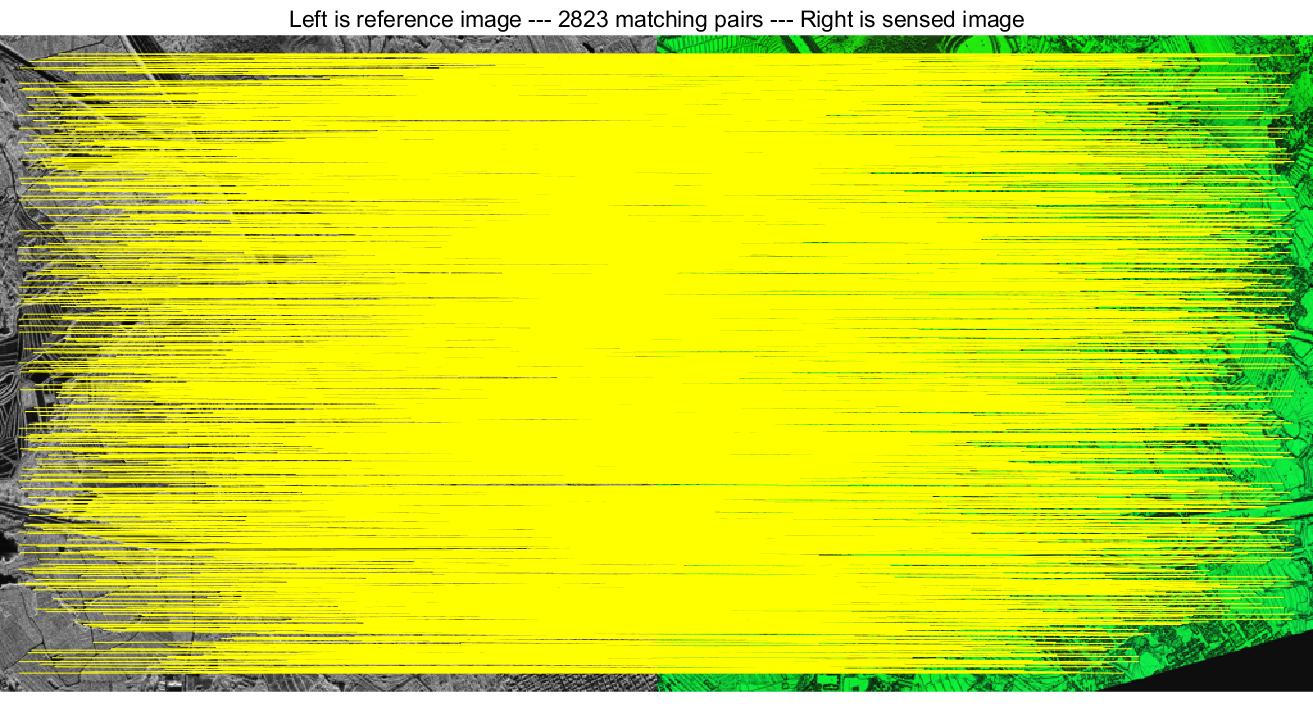 Left is reference image --- 2823 matching pairs --- Right is sensed image